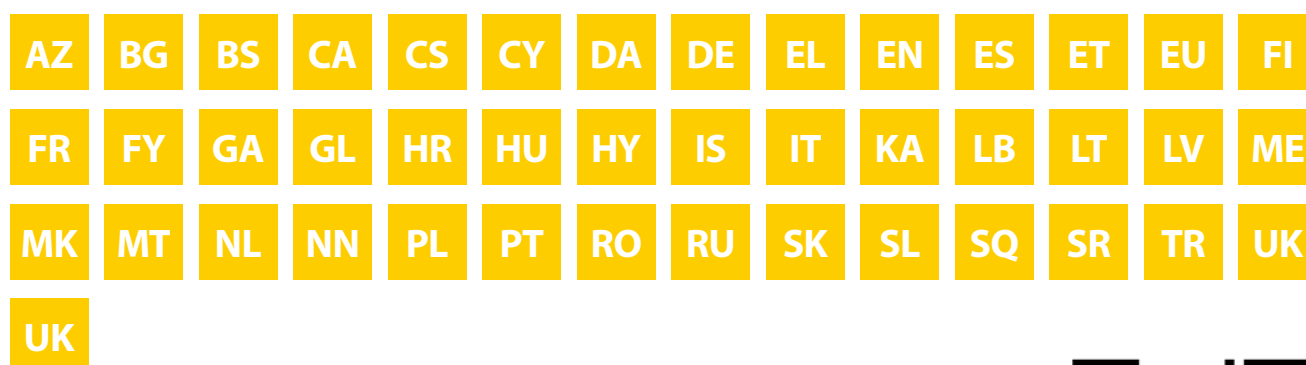 AZ BG BS CA CS CY DA DE EL EN ES ET EU FI
FR FY GA GL HR HU HY IS IT KA LB LT LV ME
MK MT NL NN PL PT RO RU SK SL SQ SR TR UK
UK